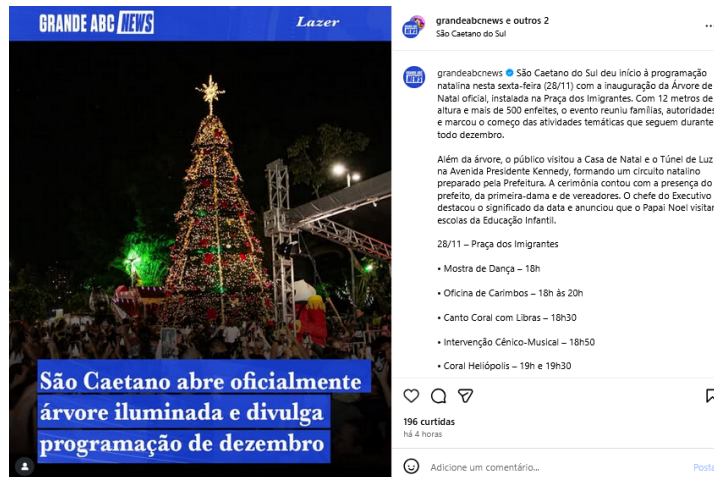 GRANDE ABC NEWS
Lazer
São Caetano abre oficialmente
árvore iluminada e divulga
programação de dezembro
grandeabcnews e outros 2
São Caetano do Sul
grandeabcnews São Caetano do Sul deu início à programação
natalina nesta sexta-feira (28/11) com a inauguração da Árvore de
Natal oficial, instalada na Praça dos Imigrantes. Com 12 metros de
altura e mais de 500 enfeites, o evento reuniu famílias, autoridades
e marcou o começo das atividades temáticas que seguem durante
todo dezembro.
Além da árvore, o público visitou a Casa de Natal e o Túnel de Luz
na Avenida Presidente Kennedy, formando um circuito natalino
preparado pela Prefeitura. A cerimônia contou com a presença do
prefeito, da primeira-dama e de vereadores. O chefe do Executivo
destacou o significado da data e anunciou que o Papai Noel visitar
escolas da Educação Infantil.
28/11 – Praça dos Imigrantes
• Mostra de Dança – 18h
• Oficina de Carimbos – 18h às 20h
• Canto Coral com Libras – 18h30
• Intervenção Cênico-Musical – 18h50
• Coral Heliópolis – 19h e 19h30
196 curtidas
há 4 horas
Adicione um comentário...
Posta